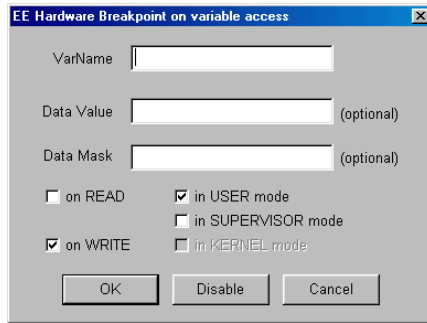 EE Hardware Breakpoint on variable access
VarName
Data Value (optional)
Data Mask (optional)
on READ in USER mode
in SUPERVISOR mode
on WRITE in KERNEL mode
OK Disable Cancel